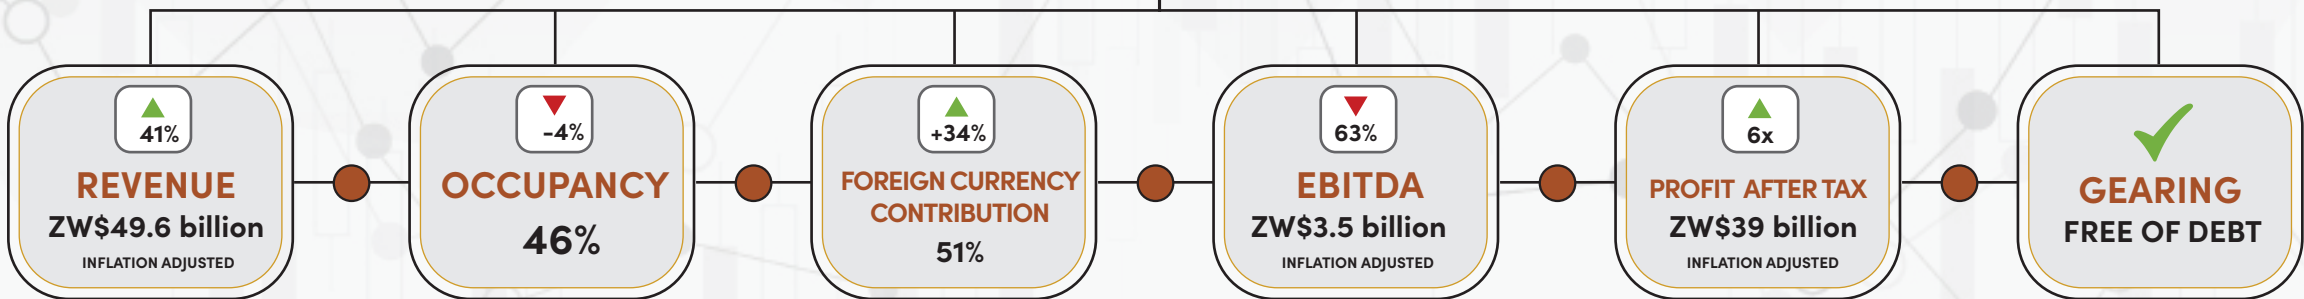 41%
REVENUE
ZW$49.6 billion
INFLATION ADJUSTED
-4%
OCCUPANCY
46%
+34%
FOREIGN CURRENCY
CONTRIBUTION
51%
63%
EBITDA
ZW$3.5 billion
INFLATION ADJUSTED
6x
PROFIT AFTER TAX
ZW$39 billion
INFLATION ADJUSTED
GEARING
FREE OF DEBT